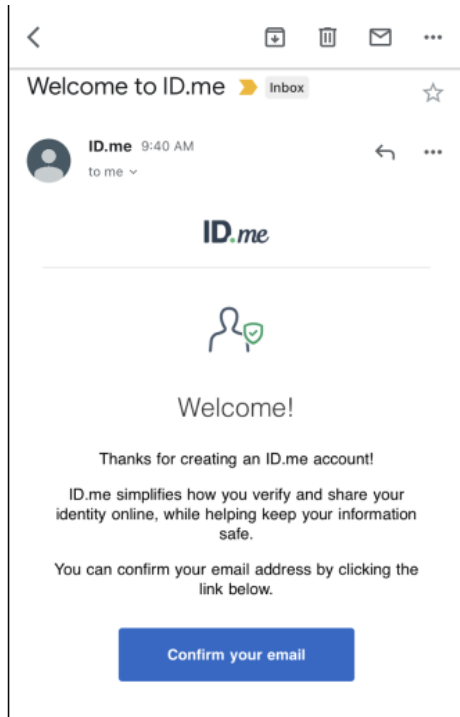 Welcome to ID.me Inbox
ID.me 9:40 AM
to me
ID.me
Welcome!
Thanks for creating an ID.me account!
ID.me simplifies how you verify and share your
identity online, while helping keep your information
safe.
You can confirm your email address by clicking the
link below.
Confirm your email